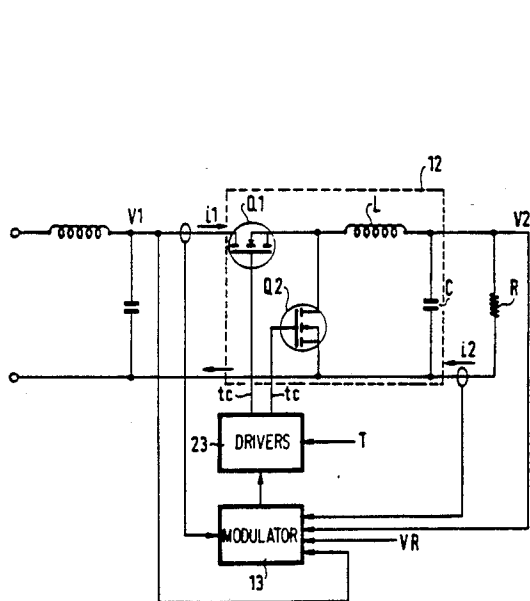 12
i1
Q1
L
V1
V2
Q2
C
R
i2
tc
tc
23
DRIVERS
T
MODULATOR
VR
13